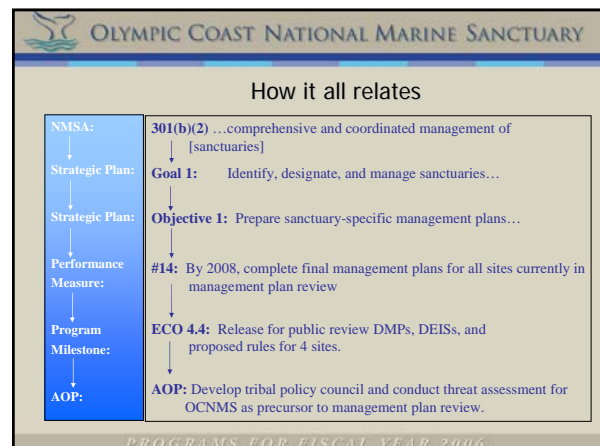 OLYMPIC COAST NATIONAL MARINE SANCTUARY
How it all relates
NMSA: 301(b)(2) …comprehensive and coordinated management of
[sanctuaries]
Strategic Plan: Goal 1: Identify, designate, and manage sanctuaries…
Strategic Plan: Objective 1: Prepare sanctuary-specific management plans…
Performance #14: By 2008, complete final management plans for all sites currently in
Measure: management plan review
Program ECO 4.4: Release for public review DMPs, DEISs, and
Milestone: proposed rules for 4 sites.
AOP: AOP: Develop tribal policy council and conduct threat assessment for
OCNMS as precursor to management plan review.
PROGRAMS FOR FISCAL YEAR 2006